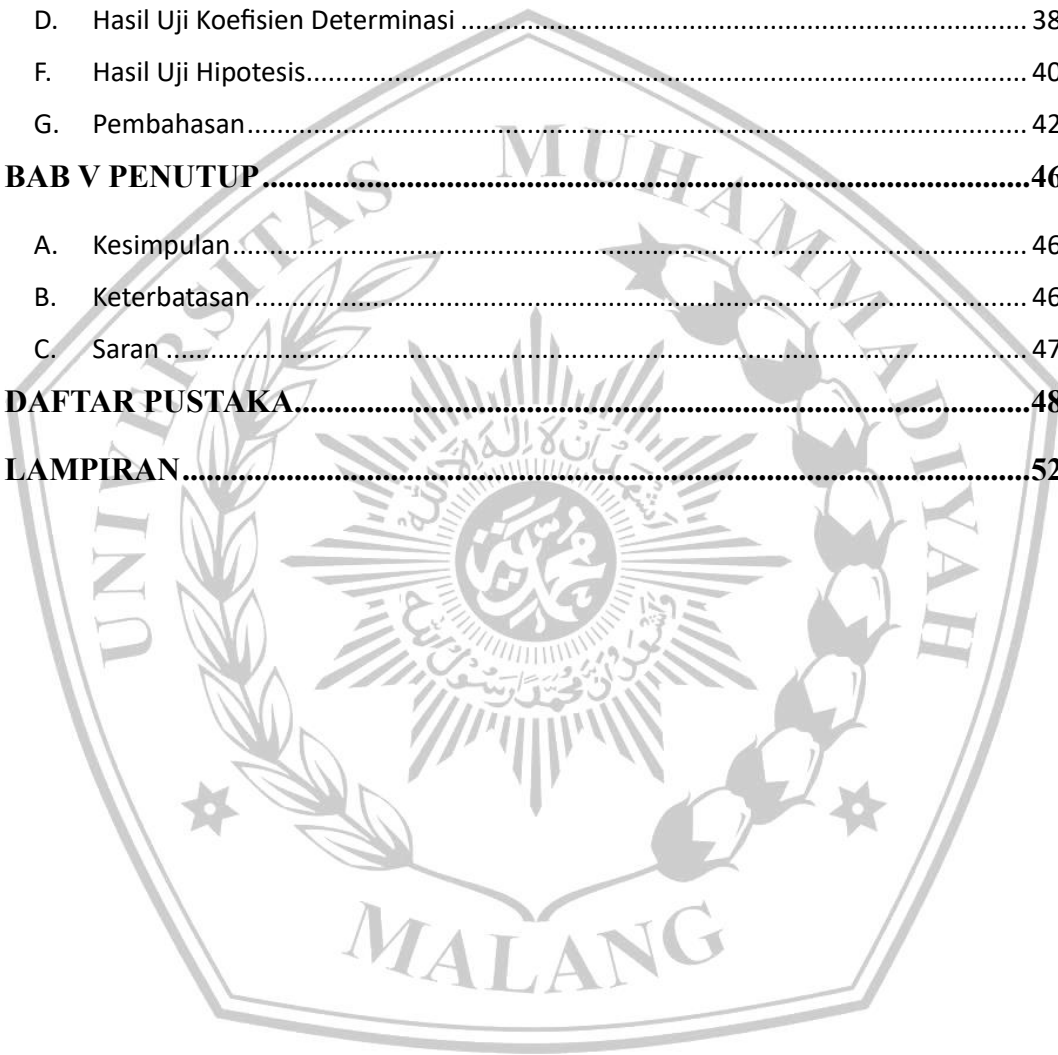 D. Hasil Uji Koefisien Determinasi ........................................................ 38
F. Hasil Uji Hipotesis ........................................................ 40
G. Pembahasan ........................................................ 42
BAB V PENUTUP ........................................................ 46
A. Kesimpulan ........................................................ 46
B. Keterbatasan ........................................................ 46
C. Saran ........................................................ 47
DAFTAR PUSTAKA ........................................................ 48
LAMPIRAN ........................................................ 52
UNIVERSITAS MUHAMMADIYAH
MALANG